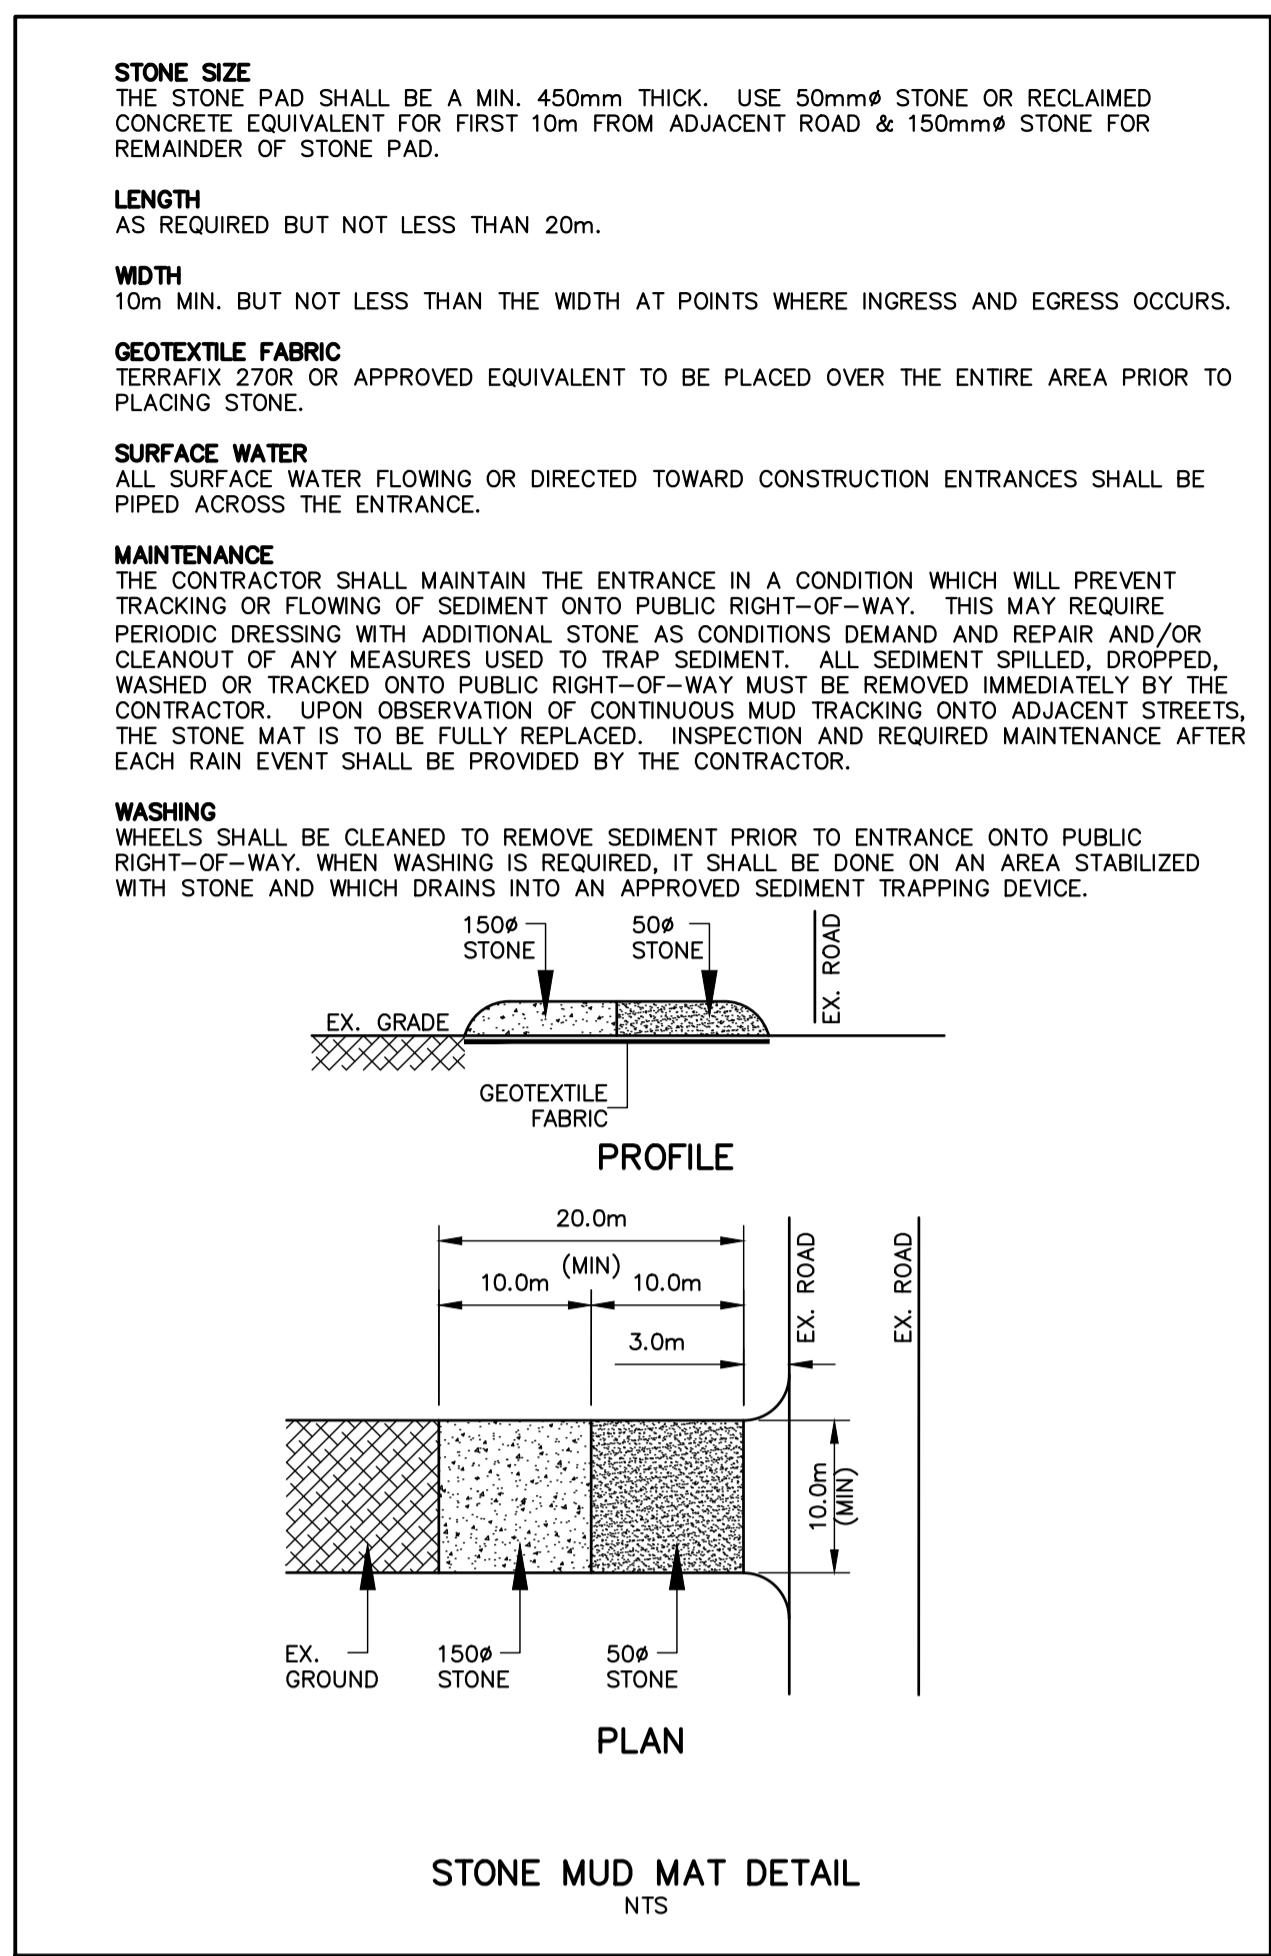 STONE SIZE
THE STONE PAD SHALL BE A MIN. 450mm THICK. USE 50mmø STONE OR RECLAIMED
CONCRETE EQUIVALENT FOR FIRST 10m FROM ADJACENT ROAD & 150mmø STONE FOR
REMAINDER OF STONE PAD.
LENGTH
AS REQUIRED BUT NOT LESS THAN 20m.
WIDTH
10m MIN. BUT NOT LESS THAN THE WIDTH AT POINTS WHERE INGRESS AND EGRESS OCCURS.
GEOTEXTILE FABRIC
TERRAFIX 270R OR APPROVED EQUIVALENT TO BE PLACED OVER THE ENTIRE AREA PRIOR TO
PLACING STONE.
SURFACE WATER
ALL SURFACE WATER FLOWING OR DIRECTED TOWARD CONSTRUCTION ENTRANCES SHALL BE
PIPED ACROSS THE ENTRANCE.
MAINTENANCE
THE CONTRACTOR SHALL MAINTAIN THE ENTRANCE IN A CONDITION WHICH WILL PREVENT
TRACKING OR FLOWING OF SEDIMENT ONTO PUBLIC RIGHT-OF-WAY. THIS MAY REQUIRE
PERIODIC DRESSING WITH ADDITIONAL STONE AS CONDITIONS DEMAND AND REPAIR AND/OR
CLEANOUT OF ANY MEASURES USED TO TRAP SEDIMENT. ALL SEDIMENT SPILLED, DROPPED,
WASHED OR TRACKED ONTO PUBLIC RIGHT-OF-WAY MUST BE REMOVED IMMEDIATELY BY THE
CONTRACTOR. UPON OBSERVATION OF CONTINUOUS MUD TRACKING ONTO ADJACENT STREETS,
THE STONE MAT IS TO BE FULLY REPLACED. INSPECTION AND REQUIRED MAINTENANCE AFTER
EACH RAIN EVENT SHALL BE PROVIDED BY THE CONTRACTOR.
WASHING
WHEELS SHALL BE CLEANED TO REMOVE SEDIMENT PRIOR TO ENTRANCE ONTO PUBLIC
RIGHT-OF-WAY. WHEN WASHING IS REQUIRED, IT SHALL BE DONE ON AN AREA STABILIZED
WITH STONE AND WHICH DRAINS INTO AN APPROVED SEDIMENT TRAPPING DEVICE.
150ø
STONE
50ø
STONE
EX. ROAD
EX. GRADE
GEOTEXTILE
FABRIC
PROFILE
20.0m
(MIN)
10.0m
10.0m
3.0m
EX. ROAD
EX. ROAD
10.0m
(MIN)
EX.
GROUND
150ø
STONE
50ø
STONE
PLAN
STONE MUD MAT DETAIL
NTS